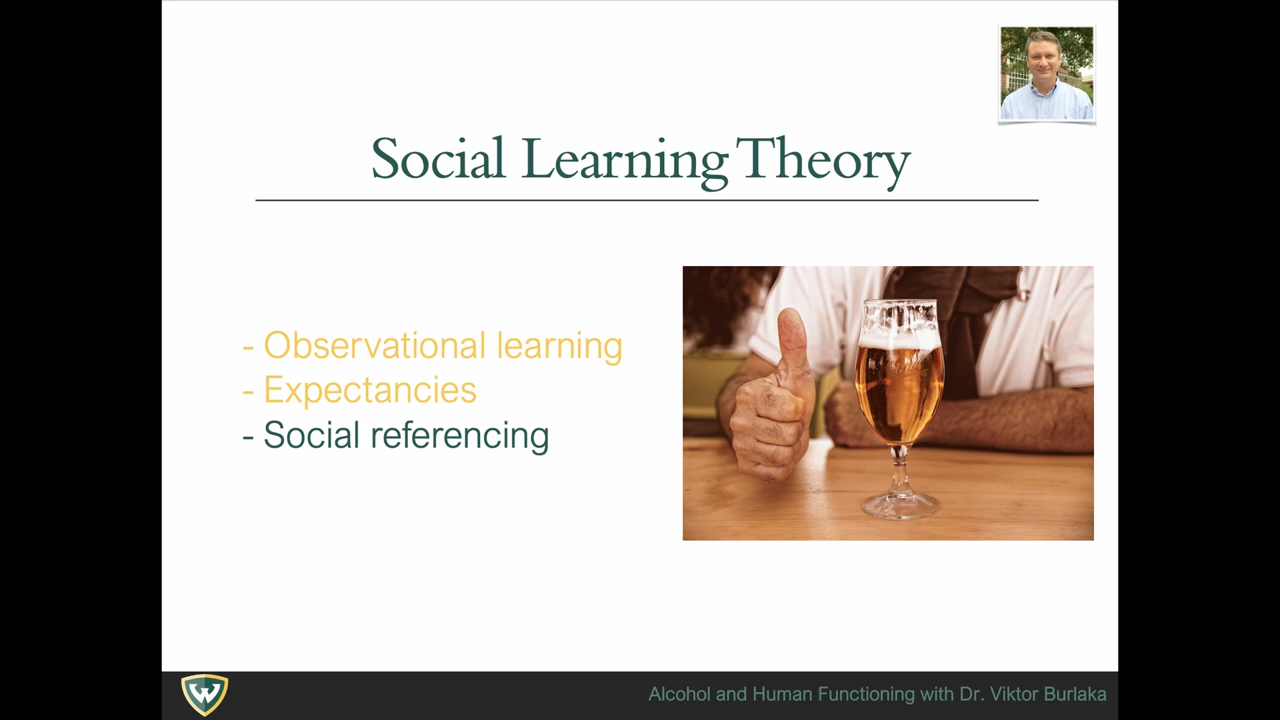 Social Learning Theory
- Observational learning
- Expectancies
- Social referencing
W
Alcohol and Human Functioning with Dr. Viktor Burlaka